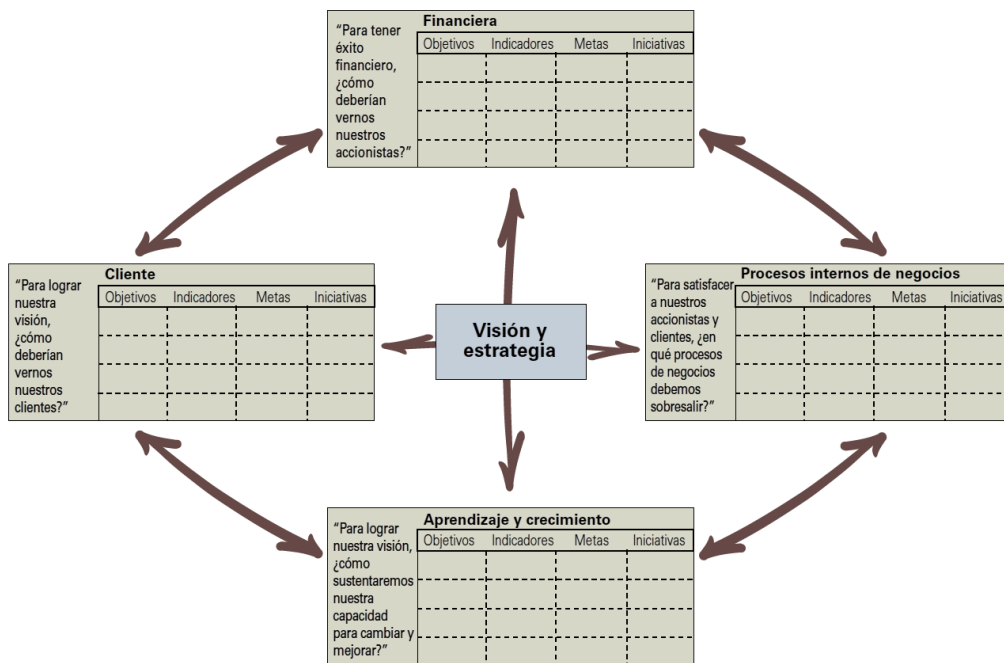 Financiera
“Para tener
éxito
financiero,
¿cómo
deberían
vernos
nuestros
accionistas?”
Objetivos Indicadores Metas Iniciativas
Cliente
“Para lograr
nuestra
visión,
¿cómo
deberían
vernos
nuestros
clientes?”
Objetivos Indicadores Metas Iniciativas
Visión y
estrategia
Procesos internos de negocios
“Para satisfacer
a nuestros
accionistas y
clientes, ¿en
qué procesos
de negocios
debemos
sobresalir?”
Objetivos Indicadores Metas Iniciativas
Aprendizaje y crecimiento
“Para lograr
nuestra visión,
¿cómo
sustentaremos
nuestra
capacidad
para cambiar y
mejorar?”
Objetivos Indicadores Metas Iniciativas